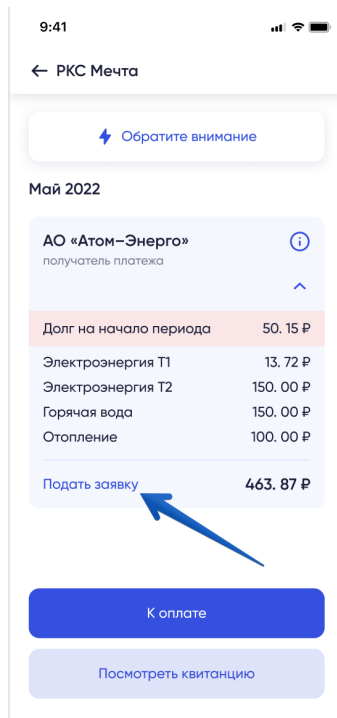 9:41
← РКС Мечта
Обратите внимание
Май 2022
АО «Атом–Энерго»
получатель платежа
Долг на начало периода 50. 15 ₽
Электроэнергия Т1 13. 72 ₽
Электроэнергия Т2 150. 00 ₽
Горячая вода 150. 00 ₽
Отопление 100. 00 ₽
Подать заявку 463. 87 ₽
К оплате
Посмотреть квитанцию